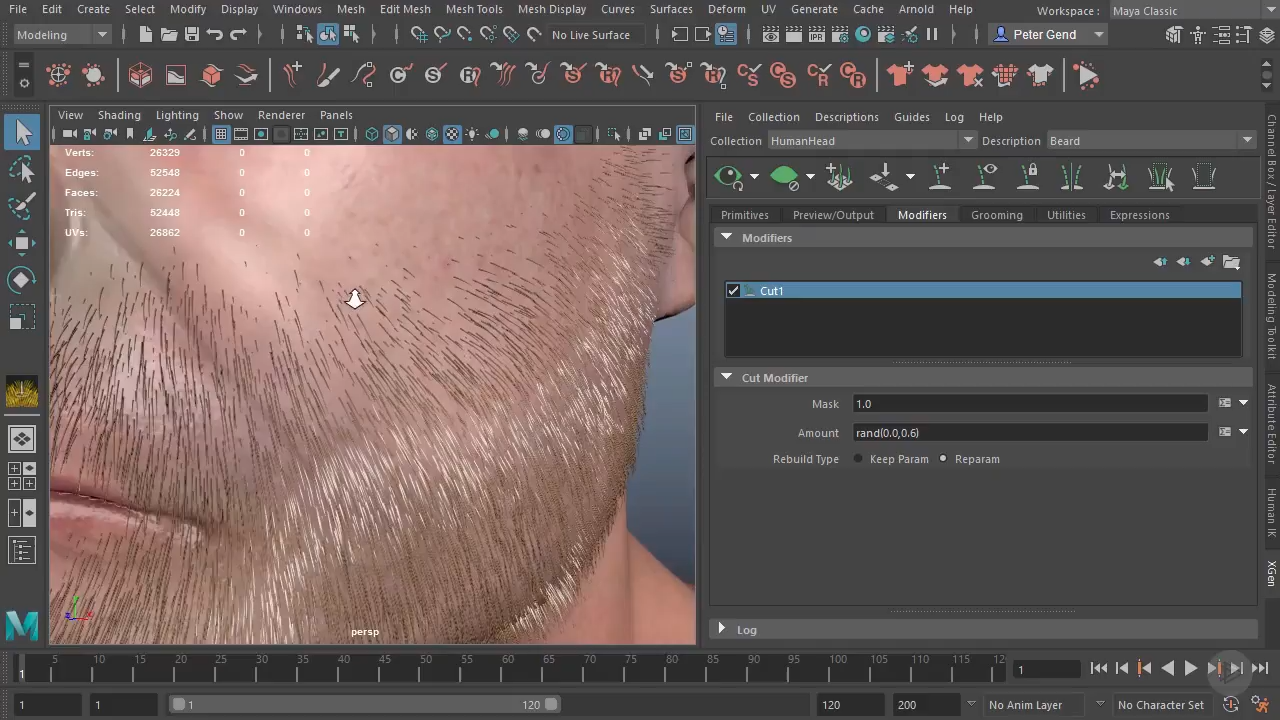 File Edit Create Select Modify Display Windows Mesh Edit Mesh Mesh Tools Mesh Display Curves Surfaces Deform UV Generate Cache Arnold Help Workspace : Maya Classic
Modeling No Live Surface Peter Gend
View Shading Lighting Show Renderer Panels
File Collection Descriptions Guides Log Help
Collection HumanHead Description Beard
Verts: 26329 0 0
Edges: 52548 0 0
Faces: 26224 0 0
Tris: 52448 0 0
UVs: 26862 0 0
Primitives Preview/Output Modifiers Grooming Utilities Expressions
Modifiers
Cut1
Cut Modifier
Mask 1.0
Amount rand(0.0,0.6)
Rebuild Type Keep Param Reparam
Log
persp
Channel Box / Layer Editor
Modeling Toolkit
Attribute Editor
Human IK
XGen
5 10 15 20 25 30 35 40 45 50 55 60 65 70 75 80 85 90 95 100 105 110 115 12
1 1
1 1 1 120 120 200 No Anim Layer No Character Set